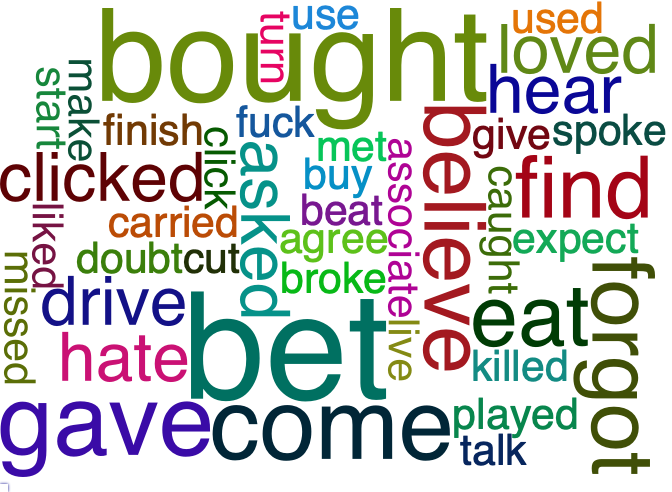 bought
turn
use
used
loved
hear
start
make
finish
click
fuck
met
give
spoke
clicked
asked
buy
associate
believe
caught
find
liked
carried
beat
agree
expect
doubt
cut
missed
drive
broke
live
eat
forgot
hate
bet
killed
gave
come
played
talk